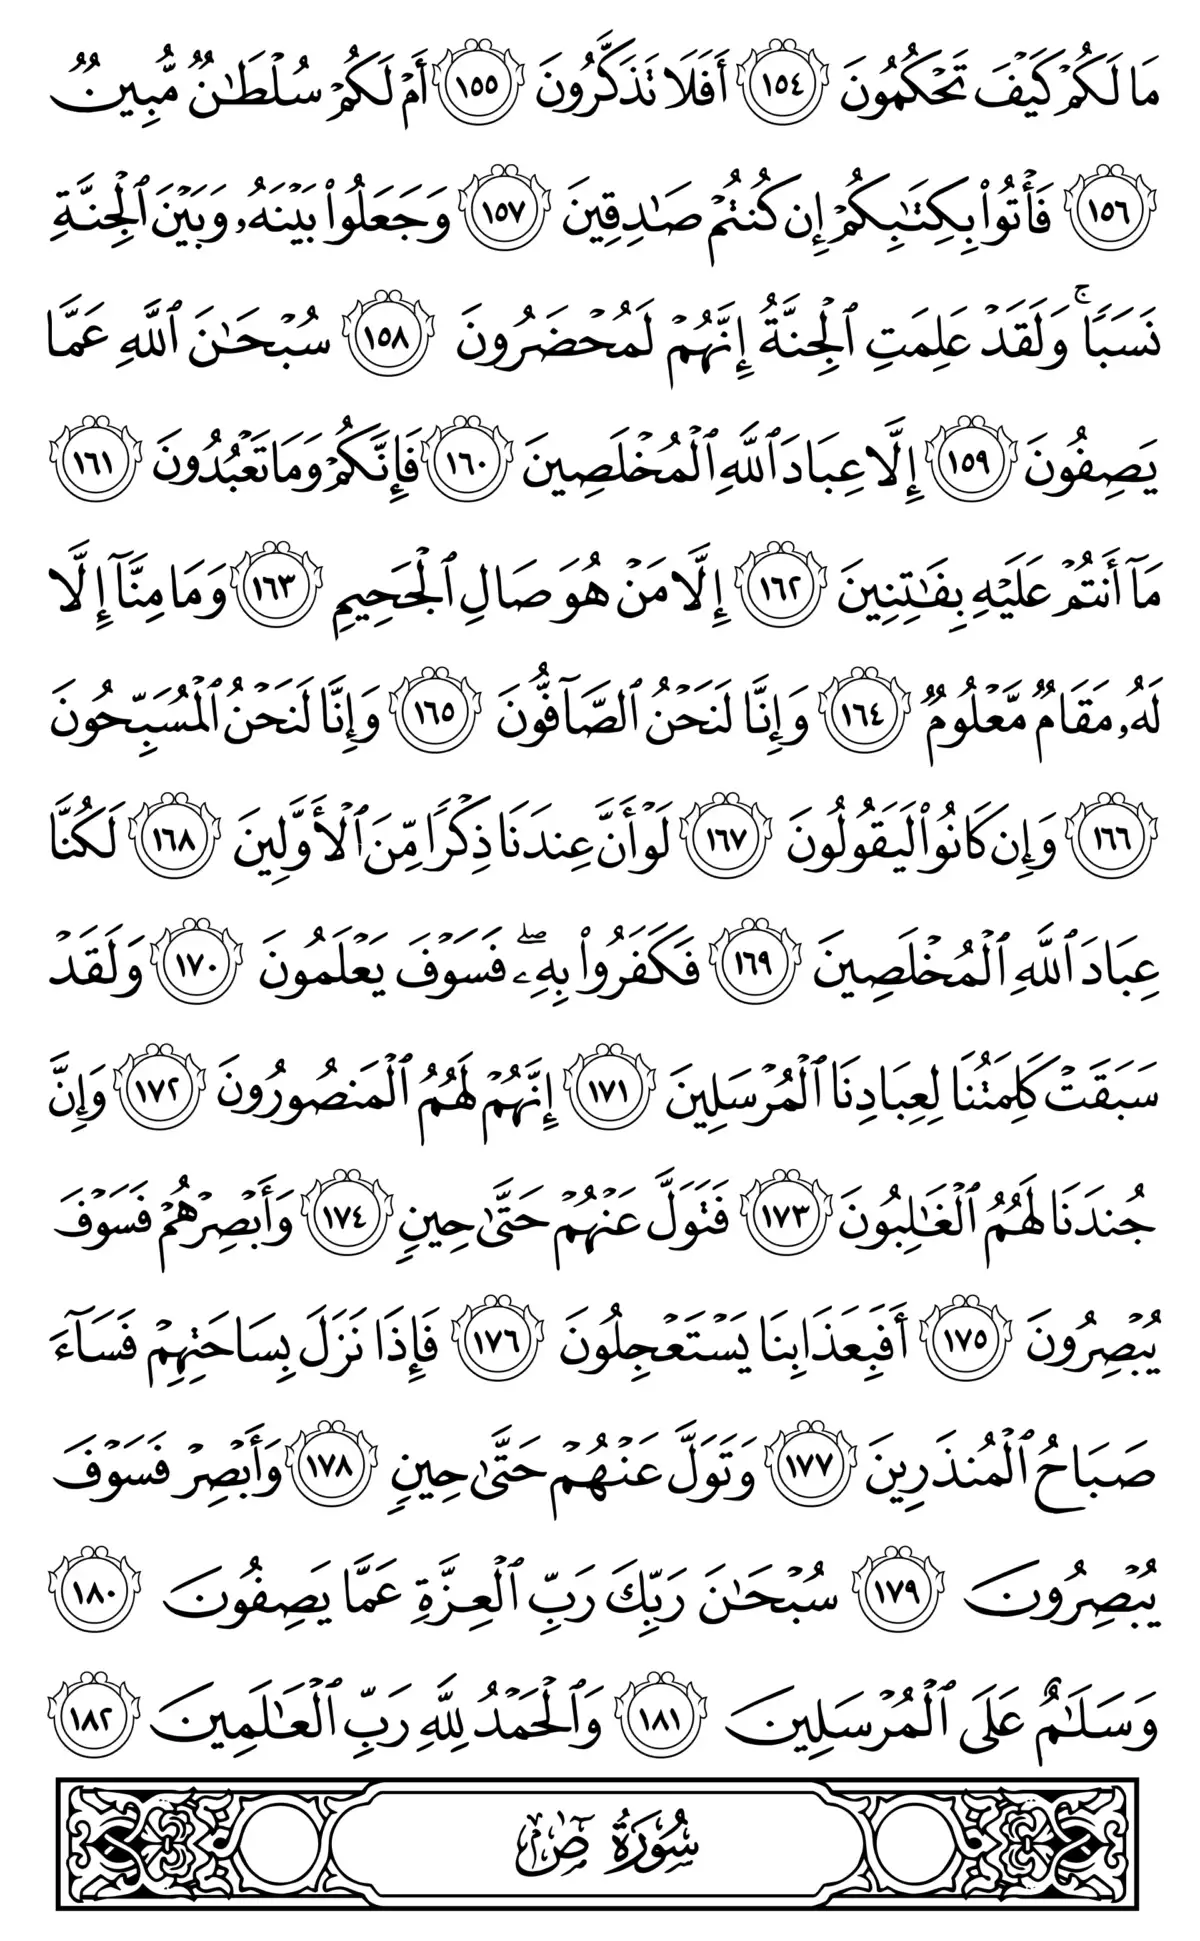 مَا لَكُمْ كَيْفَ تَحْكُمُونَ ١٥٤ أَفَلَا تَذَكَّرُونَ ١٥٥ أَمْ لَكُمْ سُلْطَـٰنٌ مُّبِينٌ
١٥٦ فَأْتُوا۟ بِكِتَـٰبِكُمْ إِن كُنتُمْ صَـٰدِقِينَ ١٥٧ وَجَعَلُوا۟ بَيْنَهُۥ وَبَيْنَ ٱلْجِنَّةِ
نَسَبًا ۚ وَلَقَدْ عَلِمَتِ ٱلْجِنَّةُ إِنَّهُمْ لَمُحْضَرُونَ ١٥٨ سُبْحَـٰنَ ٱللَّهِ عَمَّا
يَصِفُونَ ١٥٩ إِلَّا عِبَادَ ٱللَّهِ ٱلْمُخْلَصِينَ ١٦٠ فَإِنَّكُمْ وَمَا تَعْبُدُونَ ١٦١
مَآ أَنتُمْ عَلَيْهِ بِفَـٰتِنِينَ ١٦٢ إِلَّا مَنْ هُوَ صَالِ ٱلْجَحِيمِ ١٦٣ وَمَا مِنَّآ إِلَّا
لَهُۥ مَقَامٌ مَّعْلُومٌ ١٦٤ وَإِنَّا لَنَحْنُ ٱلصَّآفُّونَ ١٦٥ وَإِنَّا لَنَحْنُ ٱلْمُسَبِّحُونَ
١٦٦ وَإِن كَانُوا۟ لَيَقُولُونَ ١٦٧ لَوْ أَنَّ عِندَنَا ذِكْرًا مِّنَ ٱلْأَوَّلِينَ ١٦٨ لَكُنَّا
عِبَادَ ٱللَّهِ ٱلْمُخْلَصِينَ ١٦٩ فَكَفَرُوا۟ بِهِۦ ۖ فَسَوْفَ يَعْلَمُونَ ١٧٠ وَلَقَدْ
سَبَقَتْ كَلِمَتُنَا لِعِبَادِنَا ٱلْمُرْسَلِينَ ١٧١ إِنَّهُمْ لَهُمُ ٱلْمَنصُورُونَ ١٧٢ وَإِنَّ
جُندَنَا لَهُمُ ٱلْغَـٰلِبُونَ ١٧٣ فَتَوَلَّ عَنْهُمْ حَتَّىٰ حِينٍ ١٧٤ وَأَبْصِرْهُمْ فَسَوْفَ
يُبْصِرُونَ ١٧٥ أَفَبِعَذَابِنَا يَسْتَعْجِلُونَ ١٧٦ فَإِذَا نَزَلَ بِسَاحَتِهِمْ فَسَآءَ
صَبَاحُ ٱلْمُنذَرِينَ ١٧٧ وَتَوَلَّ عَنْهُمْ حَتَّىٰ حِينٍ ١٧٨ وَأَبْصِرْ فَسَوْفَ
يُبْصِرُونَ ١٧٩ سُبْحَـٰنَ رَبِّكَ رَبِّ ٱلْعِزَّةِ عَمَّا يَصِفُونَ ١٨٠
وَسَلَـٰمٌ عَلَى ٱلْمُرْسَلِينَ ١٨١ وَٱلْحَمْدُ لِلَّهِ رَبِّ ٱلْعَـٰلَمِينَ ١٨٢
سُورَةُ صٓ